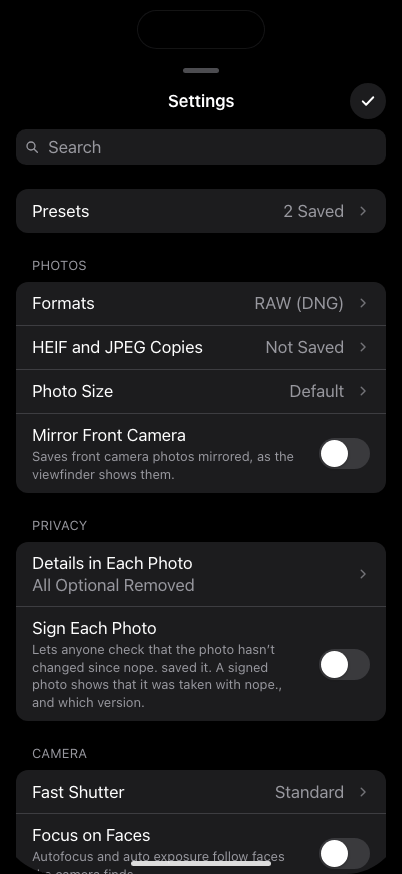 Settings
Search
Presets
2 Saved
PHOTOS
Formats
RAW (DNG)
HEIF and JPEG Copies
Not Saved
Photo Size
Default
Mirror Front Camera
Saves front camera photos mirrored, as the
viewfinder shows them.
PRIVACY
Details in Each Photo
All Optional Removed
Sign Each Photo
Lets anyone check that the photo hasn't
changed since nope. saved it. A signed
photo shows that it was taken with nope.,
and which version.
CAMERA
Fast Shutter
Standard
Focus on Faces
Autofocus and auto exposure follow faces
camera finds